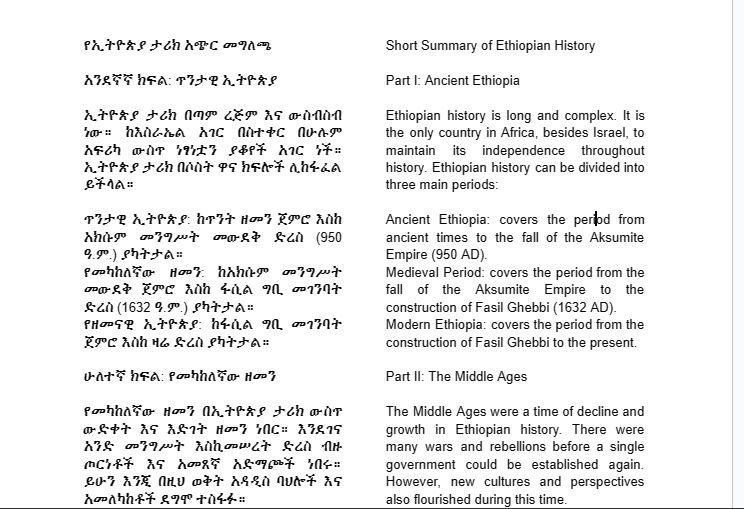 የኢትዮጵያ ታሪክ አጭር መግለጫ
አንደኛኛ ክፍል: ጥንታዊ ኢትዮጵያ
ኢትዮጵያ ታሪክ በጣም ረጅም እና ውስብስብ
ነው። ከእስራኤል አገር በስተቀር በሁሉም
አፍሪካ ውስጥ ነፃነቷን ያቆየች አገር ነች።
ኢትዮጵያ ታሪክ በሶስት ዋና ክፍሎች ሊከፋፈል
ይችላል።
ጥንታዊ ኢትዮጵያ: ከጥንት ዘመን ጀምሮ እስከ
አክሱም መንግሥት መውደቅ ድረስ (950
ዓ.ም.) ያካትታል።
የመካከለኛው ዘመን: ከአክሱም መንግሥት
መውደቅ ጀምሮ እስከ ፋሲል ግቢ መገንባት
ድረስ (1632 ዓ.ም.) ያካትታል።
የዘመናዊ ኢትዮጵያ: ከፋሲል ግቢ መገንባት
ጀምሮ እስከ ዛሬ ድረስ ያካትታል።
ሁለተኛ ክፍል: የመካከለኛው ዘመን
የመካከለኛው ዘመን በኢትዮጵያ ታሪክ ውስጥ
ውድቀት እና እድገት ዘመን ነበር። እንደገና
አንድ መንግሥት እስኪመሠረት ድረስ ብዙ
ጦርነቶች እና አመጸኛ አድማጮች ነበሩ።
ይሁን እንጂ በዚህ ወቅት አዳዲስ ባህሎች እና
አመለካከቶች ደግሞ ተስፋፉ።
Short Summary of Ethiopian History
Part I: Ancient Ethiopia
Ethiopian history is long and complex. It is
the only country in Africa, besides Israel, to
maintain its independence throughout
history. Ethiopian history can be divided into
three main periods:
Ancient Ethiopia: covers the period from
ancient times to the fall of the Aksumite
Empire (950 AD).
Medieval Period: covers the period from the
fall of the Aksumite Empire to the
construction of Fasil Ghebbi (1632 AD).
Modern Ethiopia: covers the period from the
construction of Fasil Ghebbi to the present.
Part II: The Middle Ages
The Middle Ages were a time of decline and
growth in Ethiopian history. There were
many wars and rebellions before a single
government could be established again.
However, new cultures and perspectives
also flourished during this time.